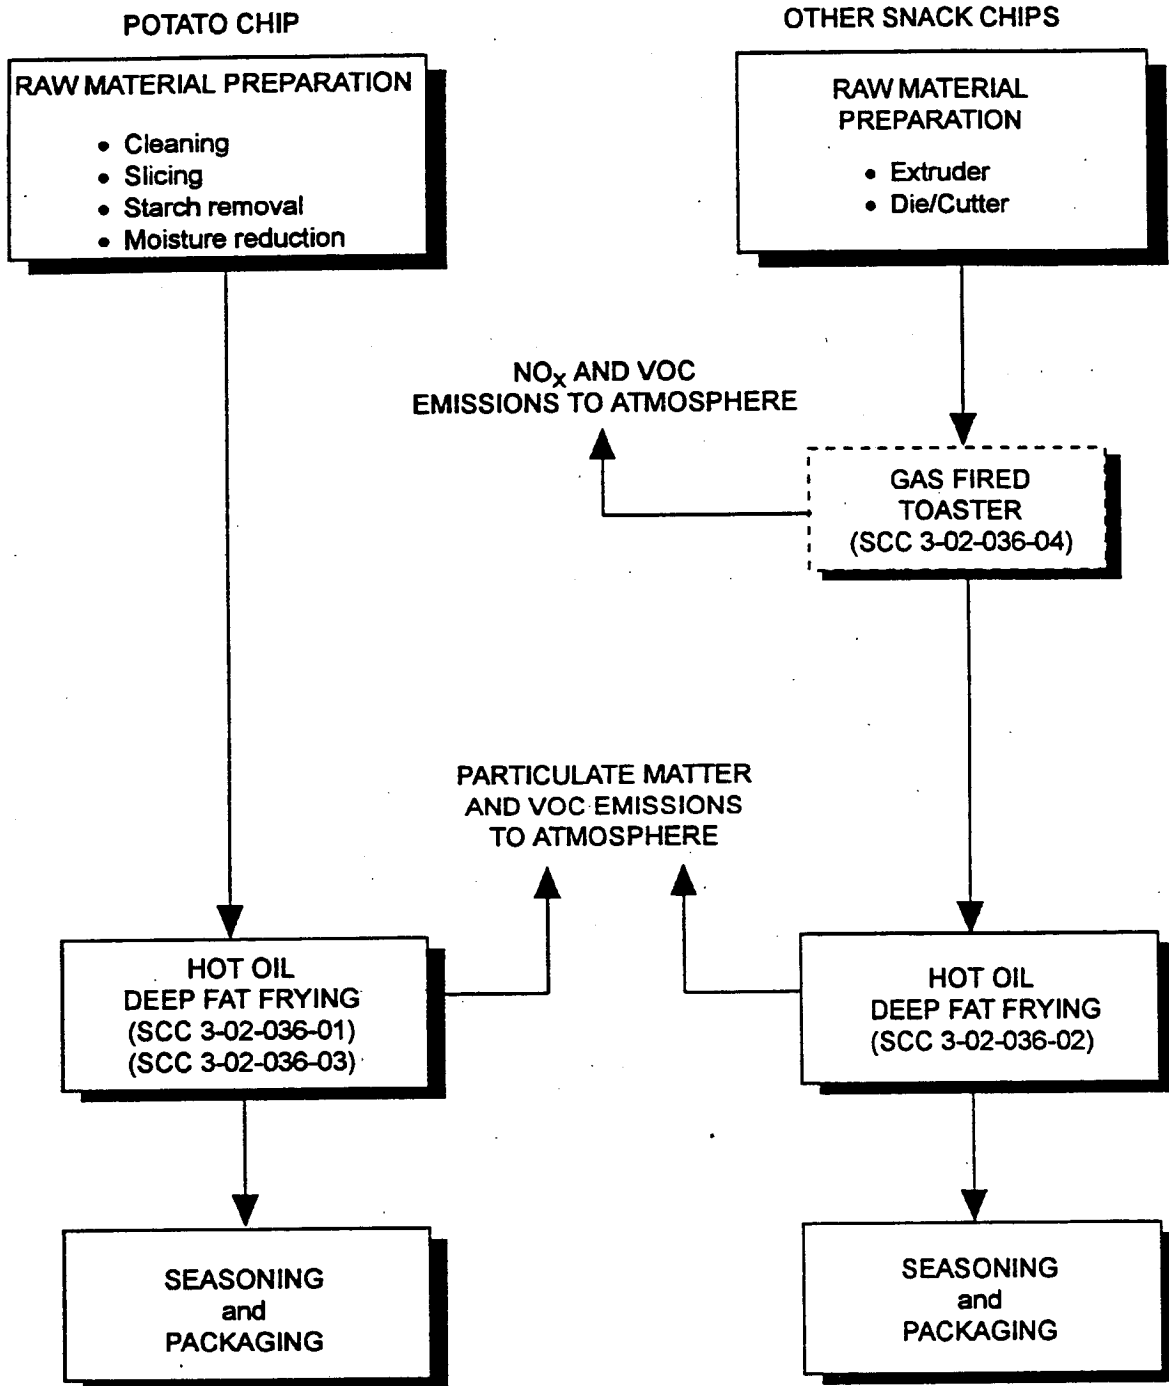 POTATO CHIP
RAW MATERIAL PREPARATION
• Cleaning
• Slicing
• Starch removal
• Moisture reduction
OTHER SNACK CHIPS
RAW MATERIAL
PREPARATION
• Extruder
• Die/Cutter
NOX AND VOC
EMISSIONS TO ATMOSPHERE
GAS FIRED
TOASTER
(SCC 3-02-036-04)
PARTICULATE MATTER
AND VOC EMISSIONS
TO ATMOSPHERE
HOT OIL
DEEP FAT FRYING
(SCC 3-02-036-01)
(SCC 3-02-036-03)
HOT OIL
DEEP FAT FRYING
(SCC 3-02-036-02)
SEASONING
and
PACKAGING
SEASONING
and
PACKAGING